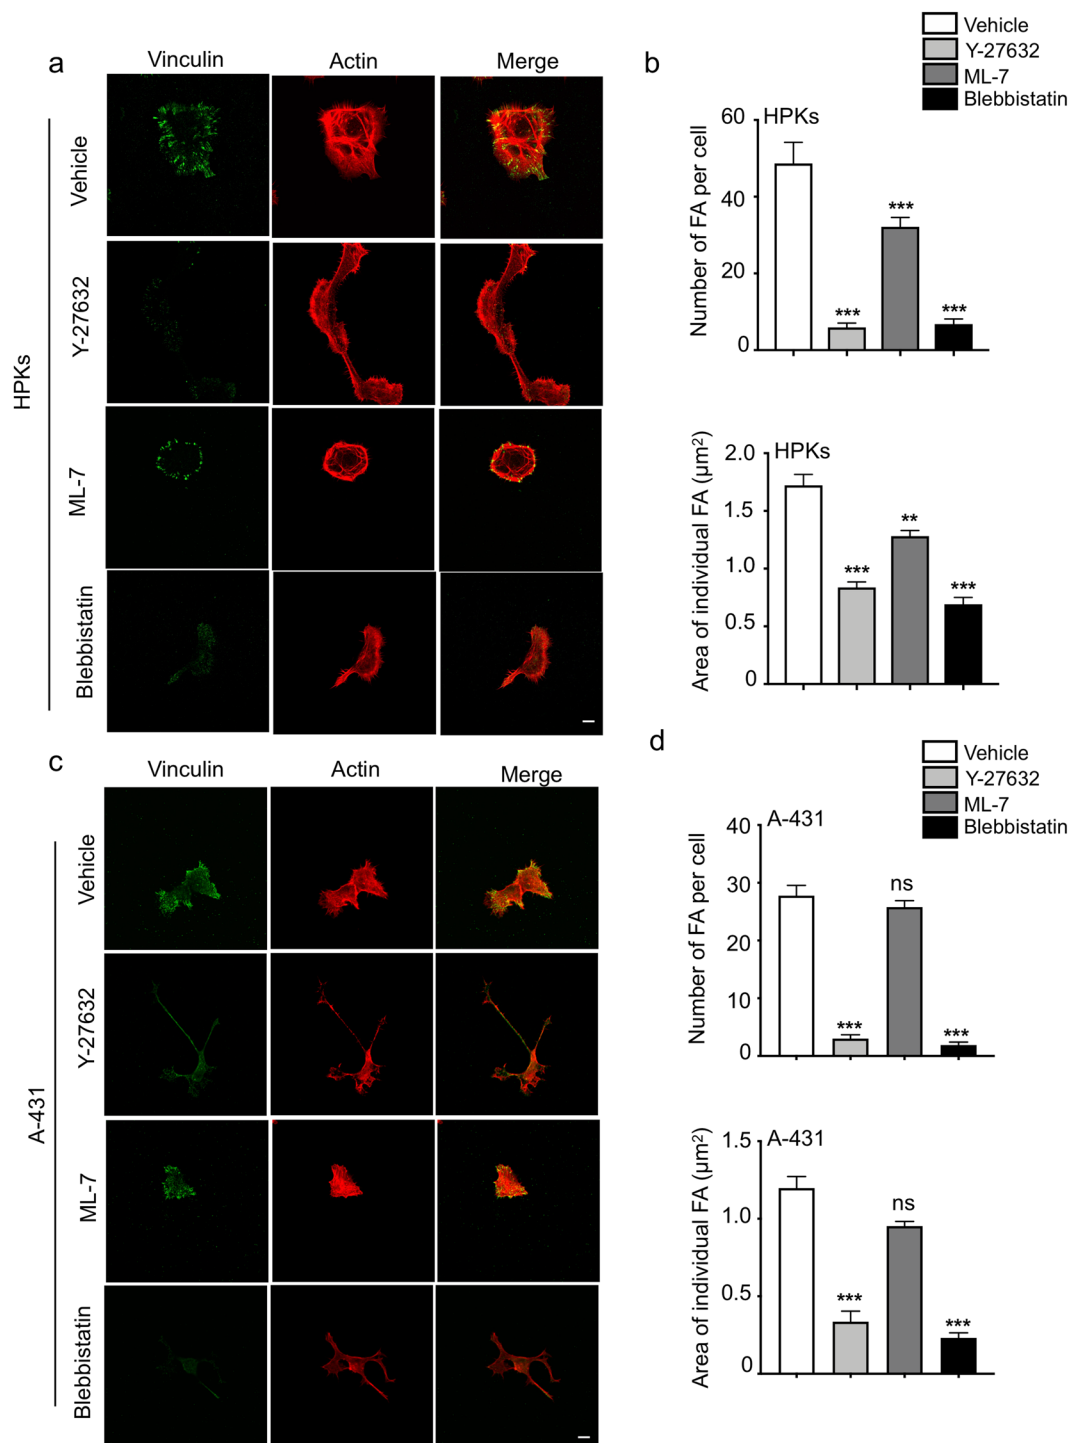 a
Vinculin
Actin
Merge
HPKs
Vehicle
Y-27632
ML-7
Blebbistatin
b
Vehicle
Y-27632
ML-7
Blebbistatin
HPKs
Number of FA per cell
60
40
20
0
***
***
***
HPKs
Area of individual FA (µm²)
2.0
1.5
1.0
0.5
0
***
**
***
c
Vinculin
Actin
Merge
A-431
Vehicle
Y-27632
ML-7
Blebbistatin
d
Vehicle
Y-27632
ML-7
Blebbistatin
A-431
Number of FA per cell
40
30
20
10
0
***
ns
***
A-431
Area of individual FA (µm²)
1.5
1.0
0.5
0
***
ns
***